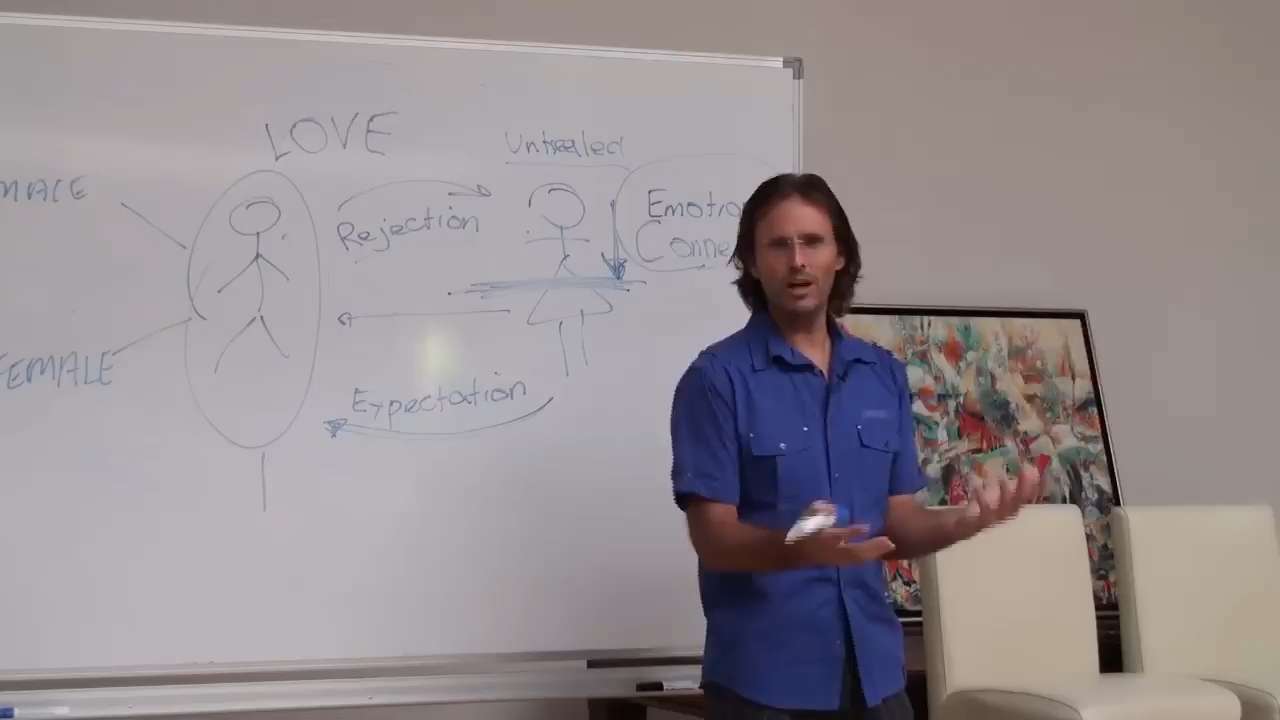 LOVE
Unhealed
MALE
Rejection
Emotio
Conne
FEMALE
Expectation